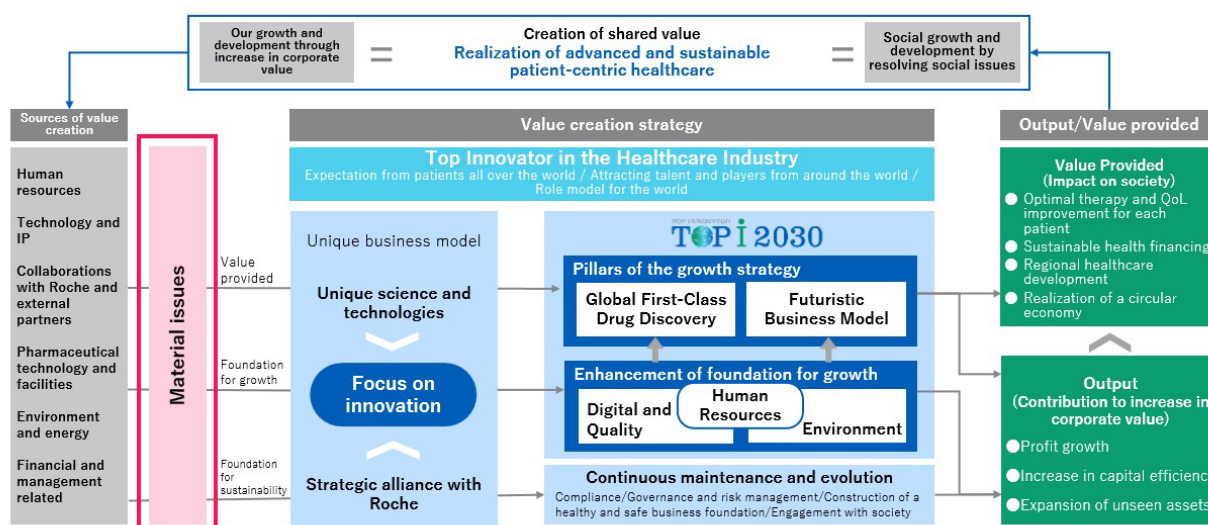 Our growth and
development through
increase in corporate
value
=
Creation of shared value
Realization of advanced and sustainable
patient-centric healthcare
=
Social growth and
development by
resolving social issues
Sources of value
creation
Human
resources
Technology and
IP
Collaborations
with Roche and
external
partners
Pharmaceutical
technology and
facilities
Environment
and energy
Financial and
management
related
Material issues
Value
provided
Foundation
for growth
Foundation
for
sustainability
Value creation strategy
Top Innovator in the Healthcare Industry
Expectation from patients all over the world / Attracting talent and players from around the world /
Role model for the world
Unique business model
Unique science and
technologies
Focus on
innovation
Strategic alliance with
Roche
TOP INNOVATOR
TOP i 2030
Pillars of the growth strategy
Global First-Class
Drug Discovery
Futuristic
Business Model
Enhancement of foundation for growth
Digital and
Quality
Human
Resources
Environment
Continuous maintenance and evolution
Compliance/Governance and risk management/Construction of a
healthy and safe business foundation/Engagement with society
Output/Value provided
Value Provided
(Impact on society)
● Optimal therapy and QoL
improvement for each
patient
● Sustainable health financing
● Regional healthcare
development
● Realization of a circular
economy
Output
(Contribution to increase in
corporate value)
●Profit growth
●Increase in capital efficienc
●Expansion of unseen assets